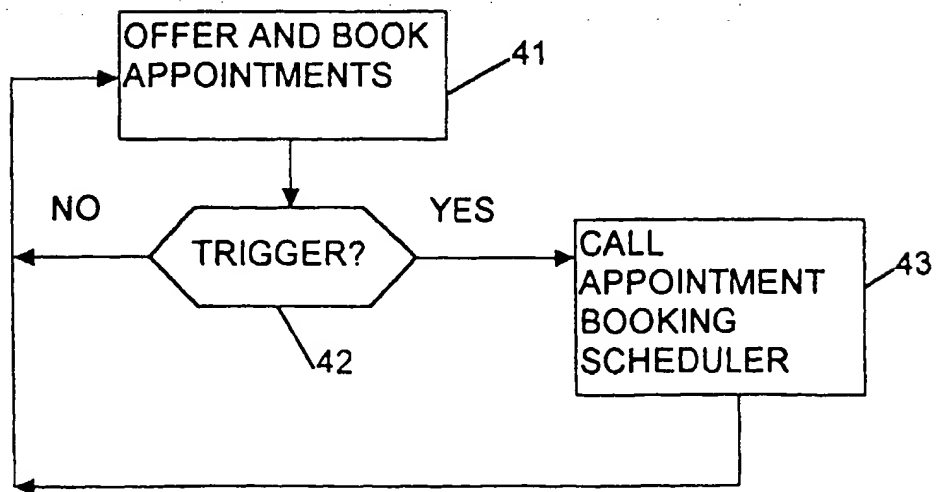 OFFER AND BOOK
APPOINTMENTS
41
NO
YES
TRIGGER?
42
CALL
APPOINTMENT
BOOKING
SCHEDULER
43